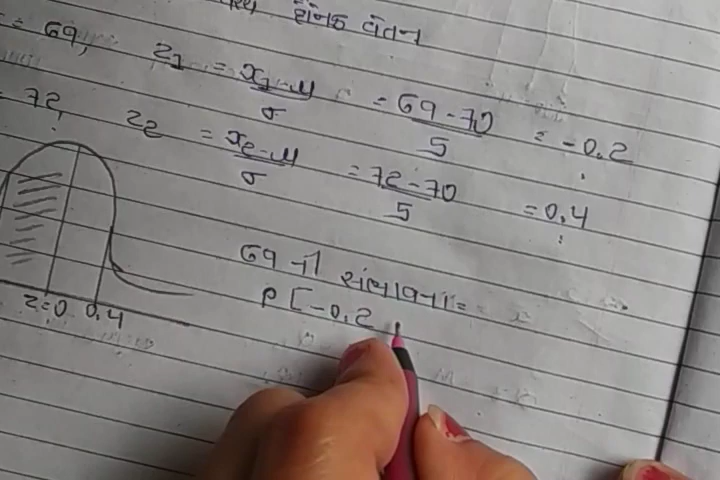 દૈનિક વેતન
= 69, z1 = x1-μ/σ = 69-70/5 = -0.2
= 72, z2 = x2-μ/σ = 72-70/5 = 0.4
z=0 0.4
69 ની સંભાવના =
P [-0.2